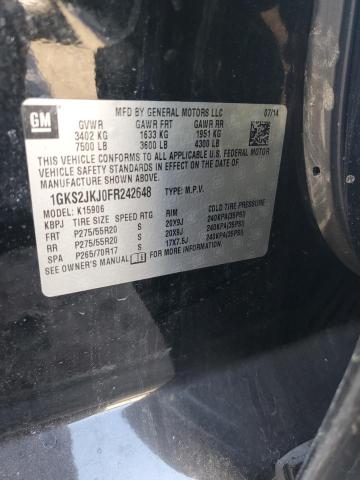 GM
MFD BY GENERAL MOTORS LLC 07/14
GVWR GAWR FRT GAWR RR
3402 KG 1633 KG 1951 KG
7500 LB 3600 LB 4300 LB
THIS VEHICLE CONFORMS TO ALL APPLICABLE U.S. FEDERAL MOTOR
VEHICLE SAFETY STANDARDS IN EFFECT ON THE DATE OF
MANUFACTURE SHOWN ABOVE.
1GKS2JKJ0FR242648 TYPE: M.P.V.
MODEL: K15906
KBPJ TIRE SIZE SPEED RTG RIM COLD TIRE PRESSURE
FRT P275/55R20 S 20X9J 240KPA(35PSI)
RR P275/55R20 S 20X9J 240KPA(35PSI)
SPA P265/70R17 S 17X7.5J 240KPA(35PSI)
SEE OWNER'S MANUAL FOR MORE INFORMATION.